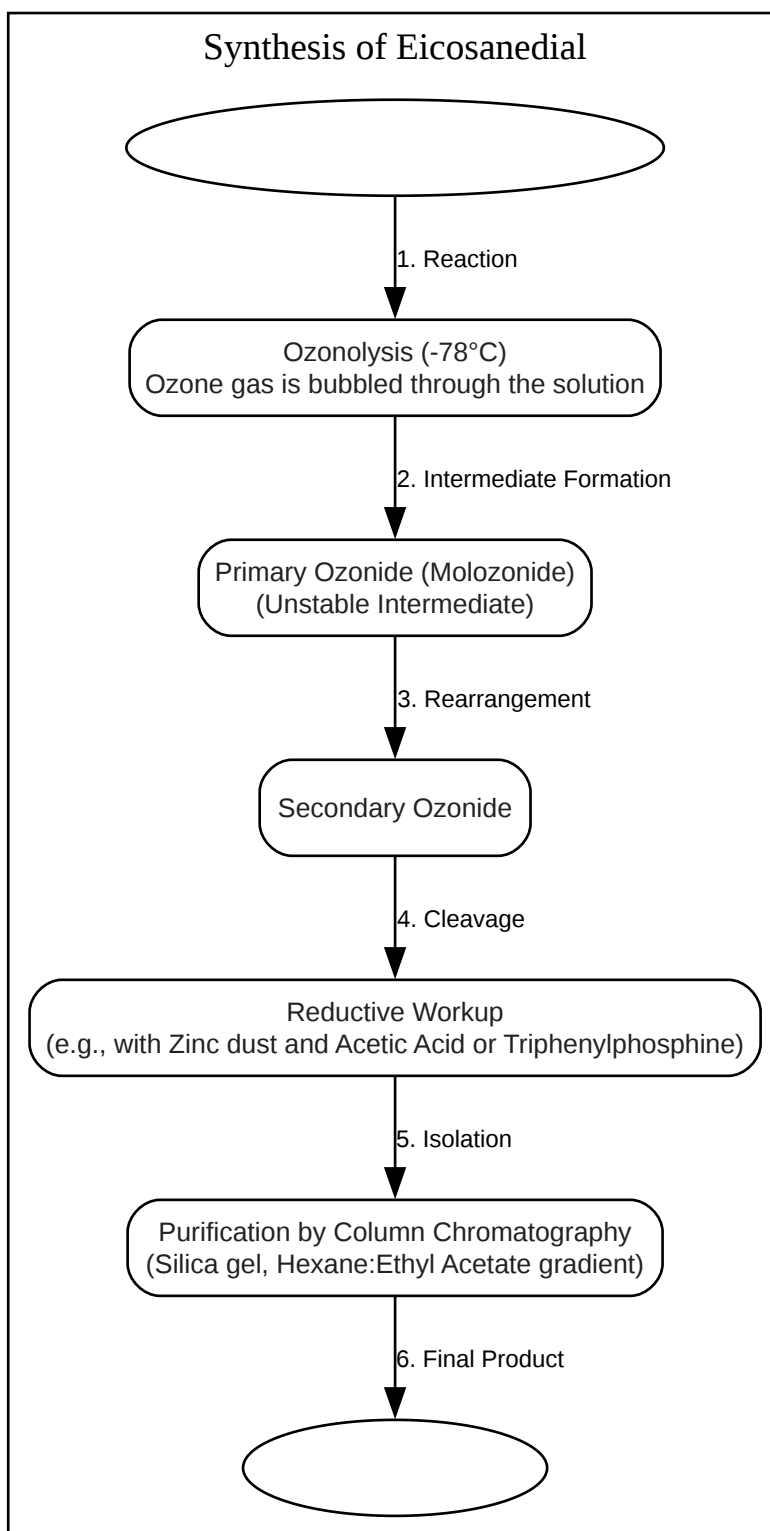 Synthesis of Eicosanedial
1. Reaction
Ozonolysis (-78°C)
Ozone gas is bubbled through the solution
2. Intermediate Formation
Primary Ozonide (Molozonide)
(Unstable Intermediate)
3. Rearrangement
Secondary Ozonide
4. Cleavage
Reductive Workup
(e.g., with Zinc dust and Acetic Acid or Triphenylphosphine)
5. Isolation
Purification by Column Chromatography
(Silica gel, Hexane:Ethyl Acetate gradient)
6. Final Product